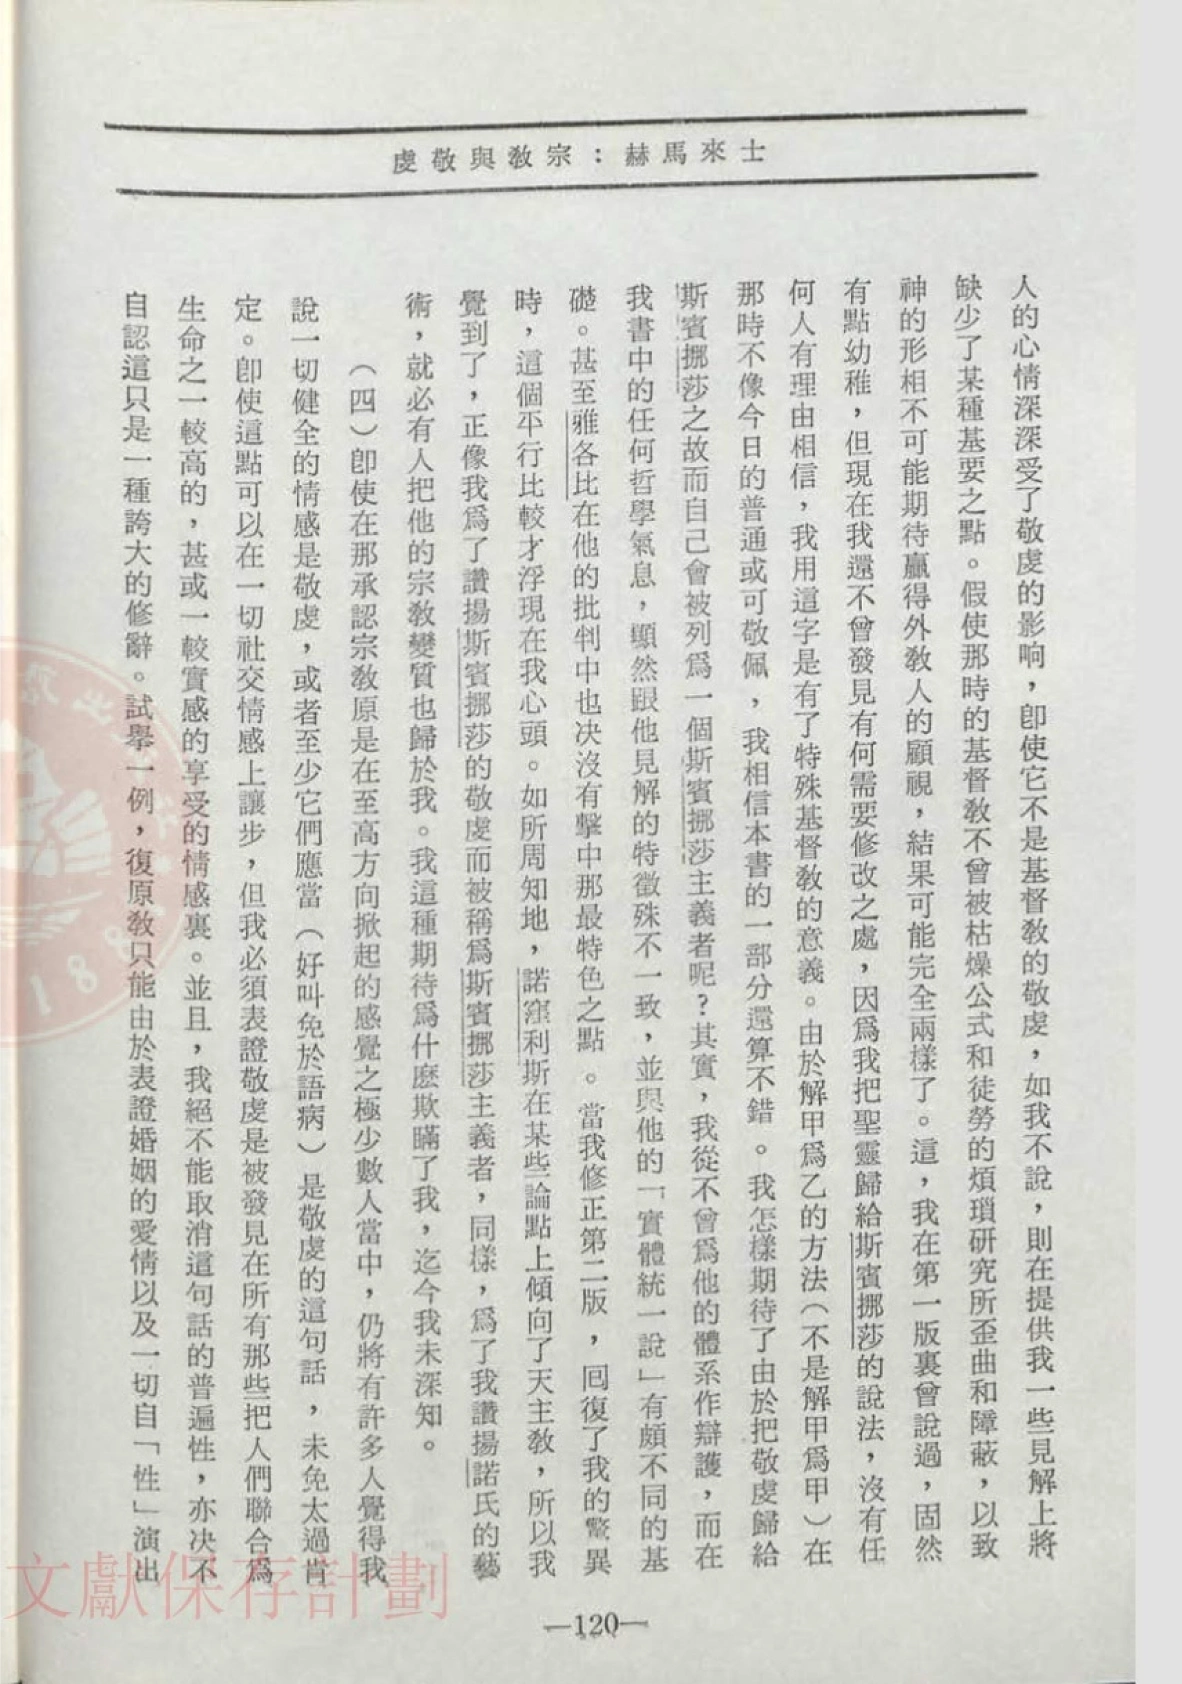 士來馬赫：宗教與敬虔
人的心情深深受了敬虔的影响，卽使它不是基督教的敬虔，如我不說，則在提供我一些見解上將
缺少了某種基要之點。假使那時的基督教不曾被枯燥公式和徒勞的煩瑣研究所歪曲和障蔽，以致
神的形相不可能期待贏得外教人的顧視，結果可能完全兩樣了。這，我在第一版裏曾說過，固然
有點幼稚，但現在我還不曾發見有何需要修改之處，因爲我把聖靈歸給斯賓挪莎的說法，沒有任
何人有理由相信，我用這字是有了特殊基督教的意義。由於解甲爲乙的方法（不是解甲爲甲）在
那時不像今日的普通或可敬佩，我相信本書的一部分還算不錯。我怎樣期待了由於把敬虔歸給
斯賓挪莎之故而自己會被列爲一個斯賓挪莎主義者呢？其實，我從不曾爲他的體系作辯護，而在
我書中的任何哲學氣息，顯然跟他見解的特徵殊不一致，並與他的「實體統一說」有頗不同的基
礎。甚至雅各比在他的批判中也決沒有擊中那最特色之點。當我修正第二版，囘復了我的驚異
時，這個平行比較才浮現在我心頭。如所周知地，諾窪利斯在某些論點上傾向了天主教，所以我
覺到了，正像我爲了讚揚斯賓挪莎的敬虔而被稱爲斯賓挪莎主義者，同樣，爲了我讚揚諾氏的藝
術，就必有人把他的宗教變質也歸於我。我這種期待爲什麽欺瞞了我，迄今我未深知。
（四）卽使在那承認宗教原是在至高方向掀起的感覺之極少數人當中，仍將有許多人覺得我
說一切健全的情感是敬虔，或者至少它們應當（好叫免於語病）是敬虔的這句話，未免太過肯
定。卽使這點可以在一切社交情感上讓步，但我必須表證敬虔是被發見在所有那些把人們聯合爲
生命之一較高的，甚或一較實感的享受的情感裏。並且，我絕不能取消這句話的普遍性，亦決不
自認這只是一種誇大的修辭。試舉一例，復原教只能由於表證婚姻的愛情以及一切自「性」演出
—120—
文獻保存計劃
188